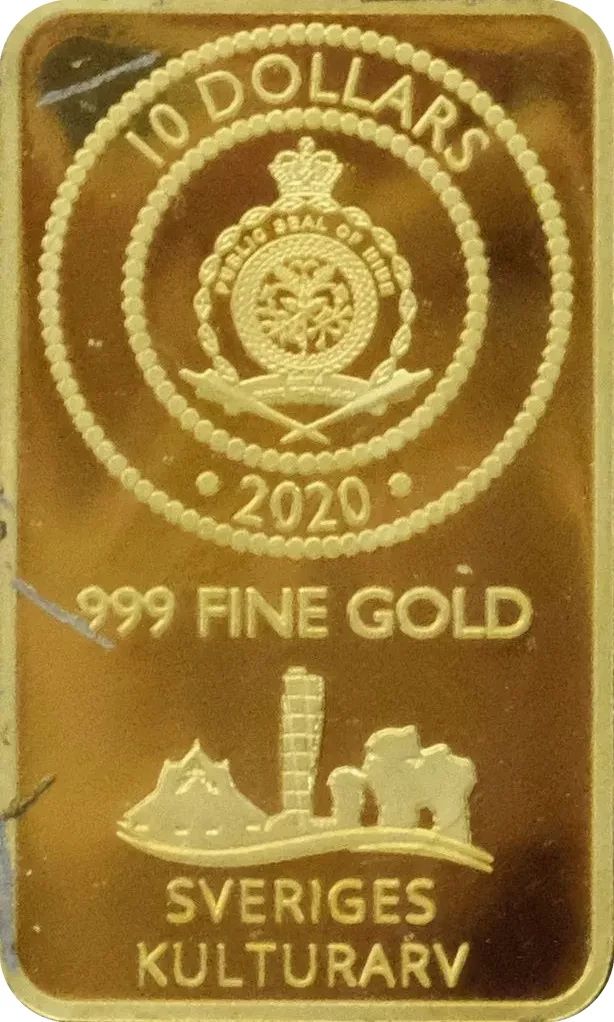 10 DOLLARS
PUBLIC SEAL OF NIUE
· 2020 ·
999 FINE GOLD
SVERIGES
KULTURARV